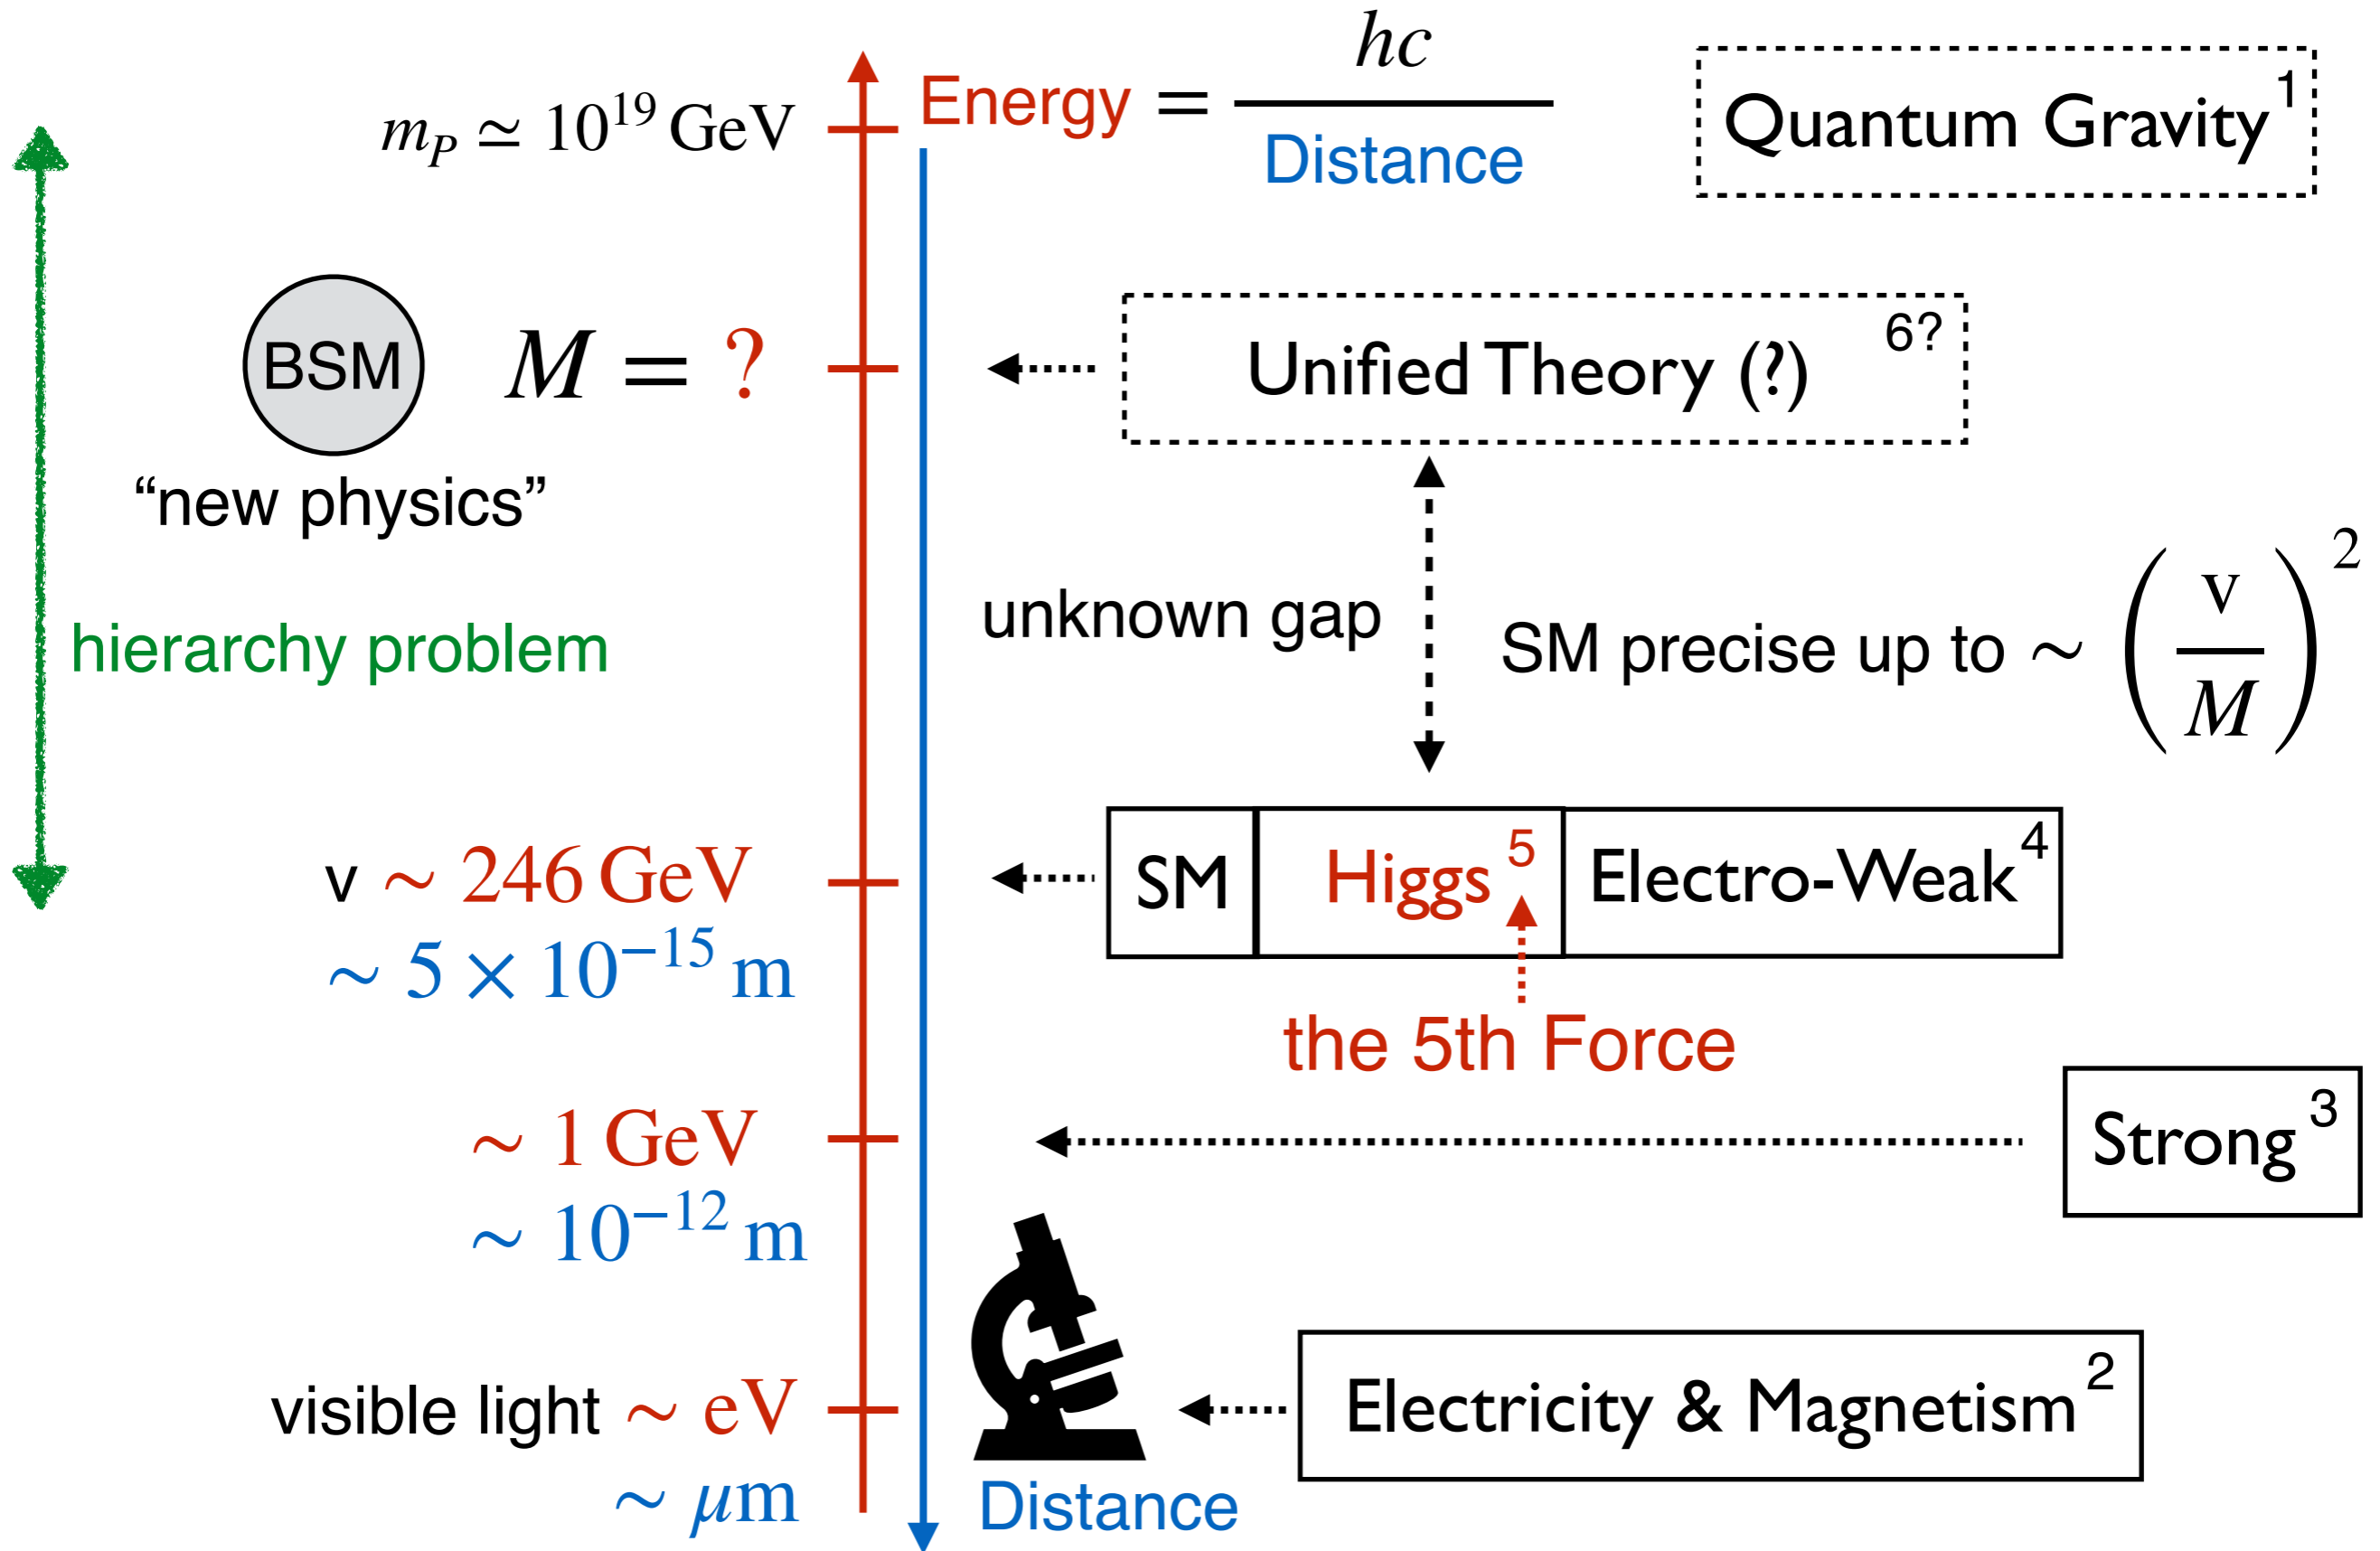 m_P ≃ 10^19 GeV
Energy = hc / Distance
Quantum Gravity ^1
BSM
M = ?
"new physics"
Unified Theory (?) ^6?
hierarchy problem
unknown gap
SM precise up to ~ (v / M)^2
v ~ 246 GeV
~ 5 × 10^−15 m
SM
Higgs ^5
Electro-Weak ^4
the 5th Force
~ 1 GeV
~ 10^−12 m
Strong ^3
visible light ~ eV
~ μm
Electricity & Magnetism ^2
Distance